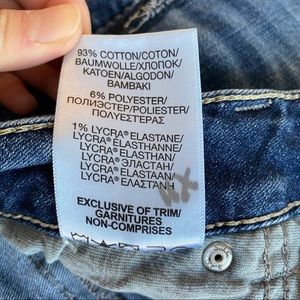 93% COTTON/COTON/
BAUMWOLLE/ХЛОПОК/
KATOEN/ALGODON/
BAMBAKI
6% POLYESTER/
ПОЛИЭСТЕР/POLIESTER/
ΠΟΛΥΕΣΤΕΡΑΣ
1% LYCRA® ELASTANE/
LYCRA® ELASTHANNE/
LYCRA® ELASTHAN/
LYCRA® ЭЛАСТАН/
LYCRA® ELASTAAN/
LYCRA® ΕΛΑΣΤΑΝΗ
EXCLUSIVE OF TRIM/
GARNITURES
NON-COMPRISES